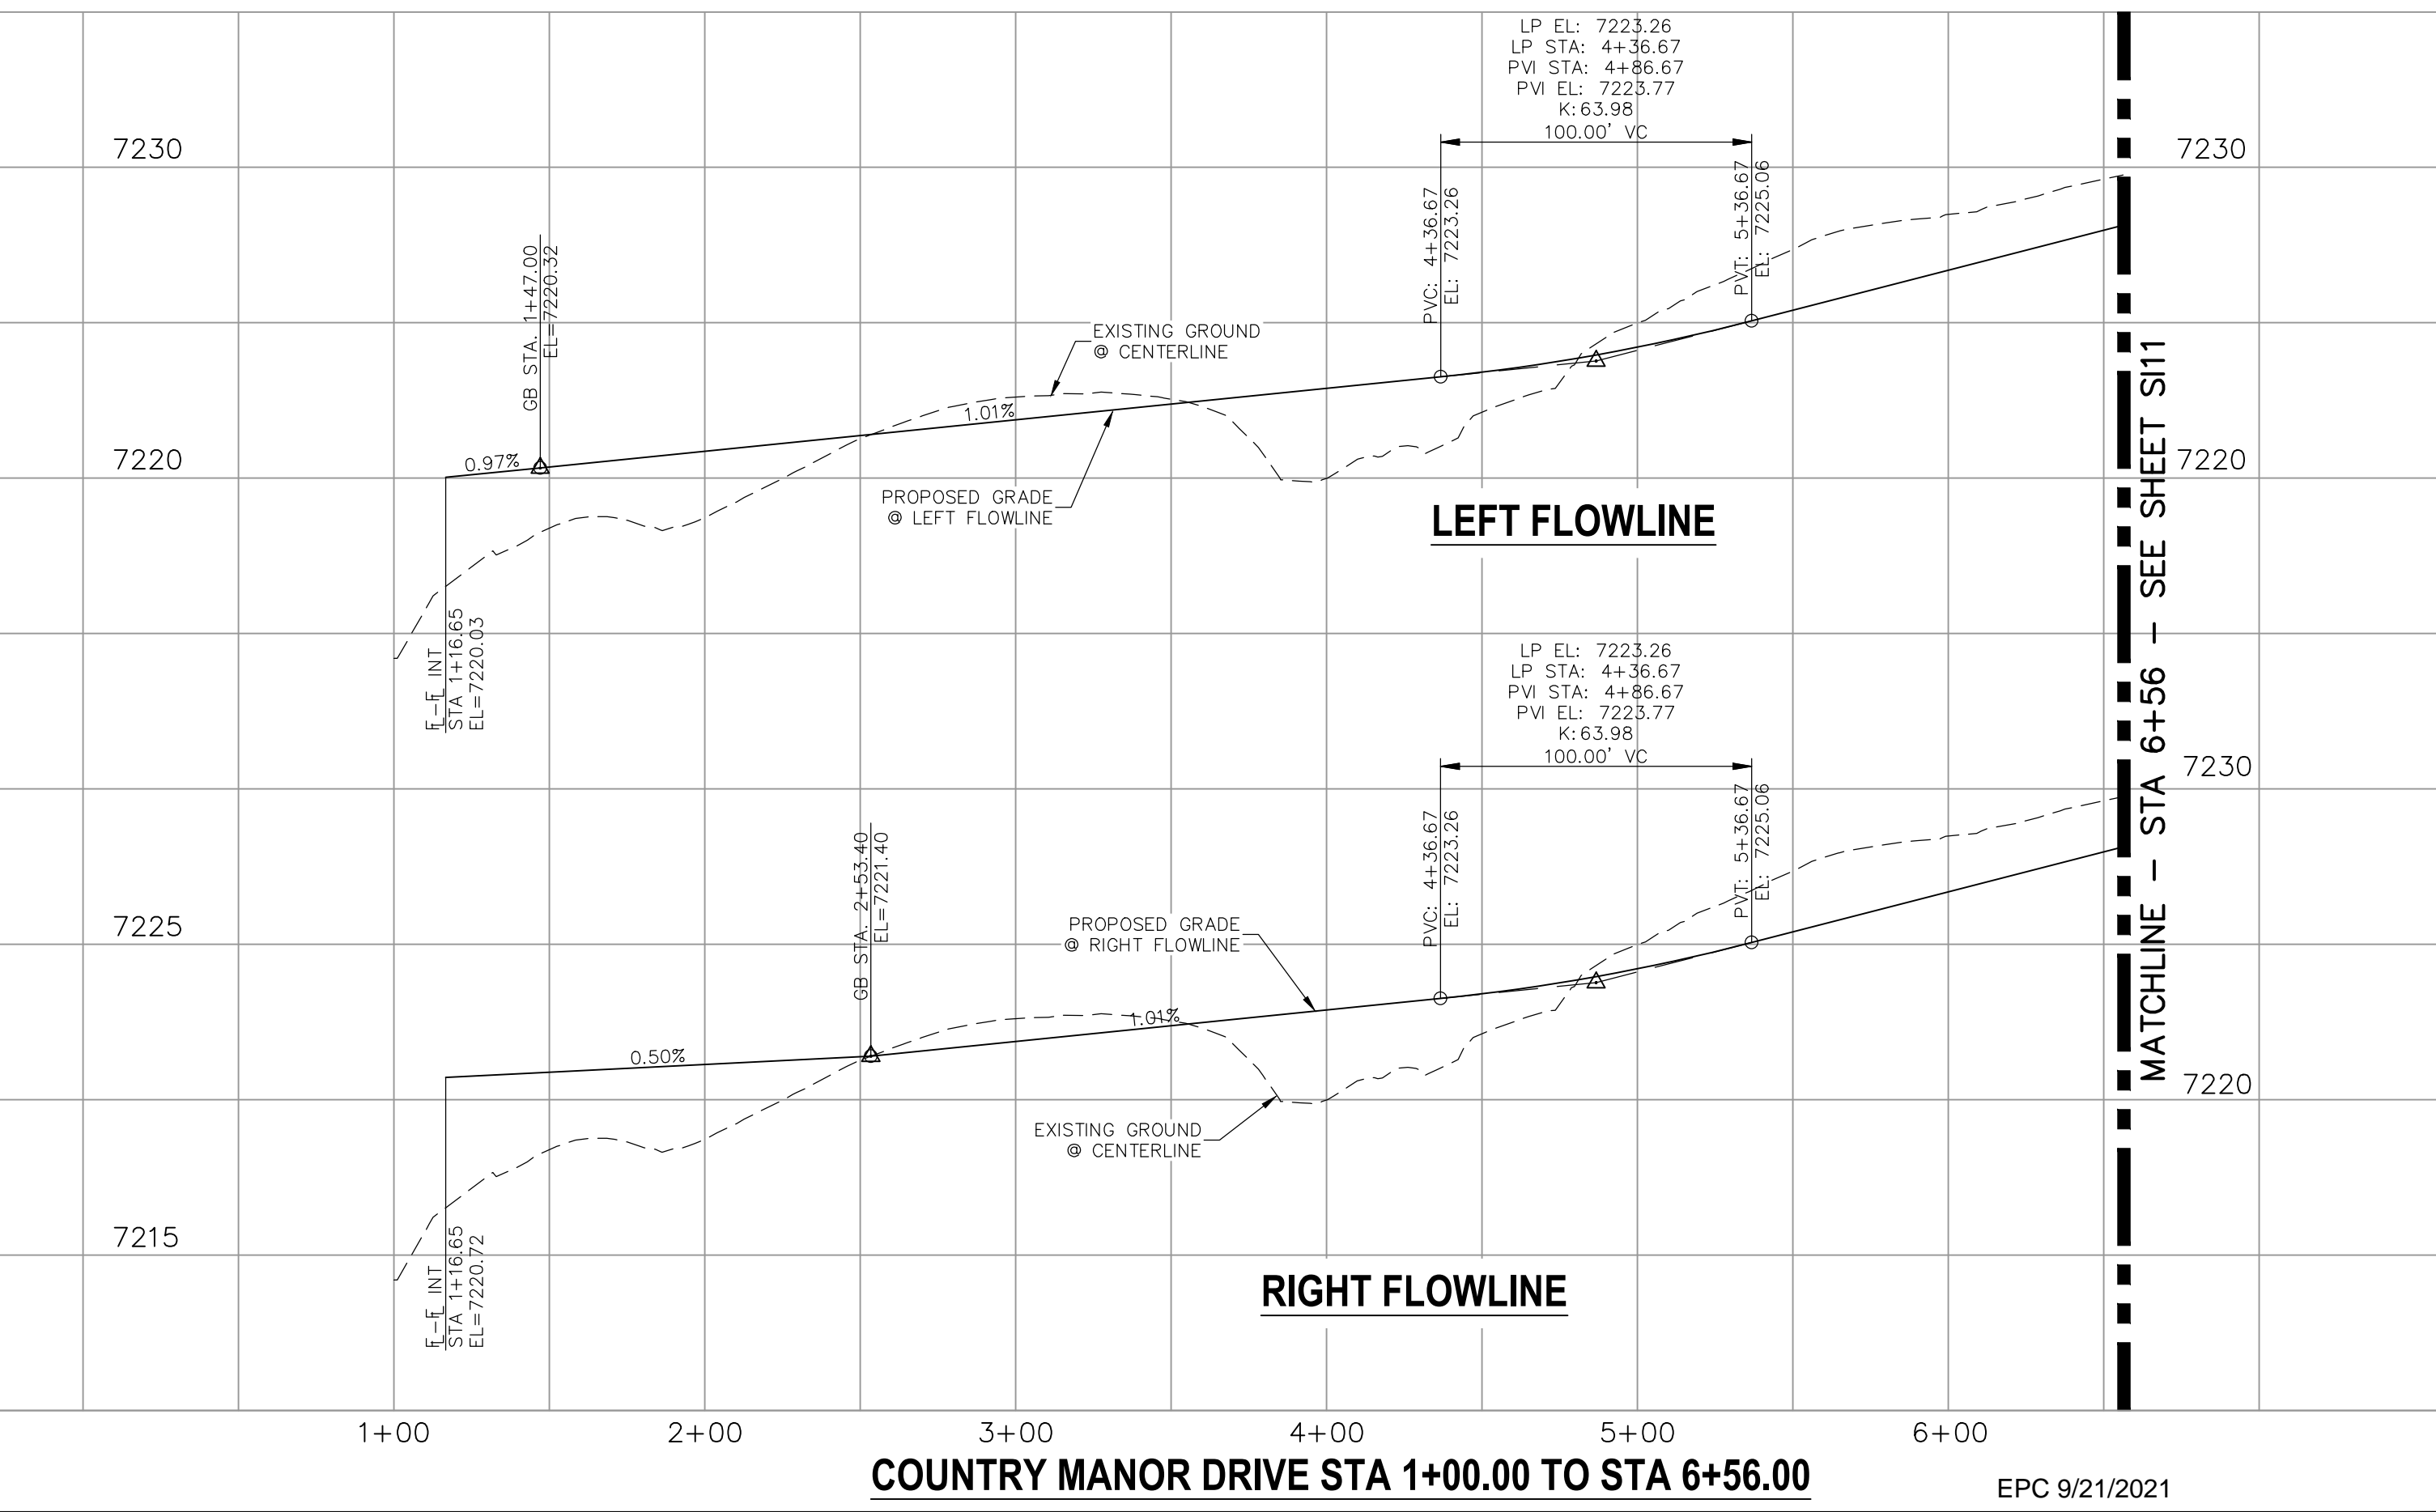 LP EL: 7223.26
LP STA: 4+36.67
PVI STA: 4+86.67
PVI EL: 7223.77
K:63.98
100.00' VC
7230
7230
PVC: 4+36.67
EL: 7223.26
PVT: 5+36.67
EL: 7225.06
GB STA. 1+47.00
EL=7220.32
EXISTING GROUND
@ CENTERLINE
1.01%
7220
0.97%
7220
PROPOSED GRADE
@ LEFT FLOWLINE
LEFT FLOWLINE
FL-FL INT
STA 1+16.65
EL=7220.03
MATCHLINE - STA 6+56 - SEE SHEET SI11
LP EL: 7223.26
LP STA: 4+36.67
PVI STA: 4+86.67
PVI EL: 7223.77
K:63.98
100.00' VC
7230
PVC: 4+36.67
EL: 7223.26
PVT: 5+36.67
EL: 7225.06
GB STA. 2+53.40
EL=7221.40
7225
PROPOSED GRADE
@ RIGHT FLOWLINE
1.01%
0.50%
7220
EXISTING GROUND
@ CENTERLINE
7215
FL-FL INT
STA 1+16.65
EL=7220.72
RIGHT FLOWLINE
1+00 2+00 3+00 4+00 5+00 6+00
COUNTRY MANOR DRIVE STA 1+00.00 TO STA 6+56.00
EPC 9/21/2021